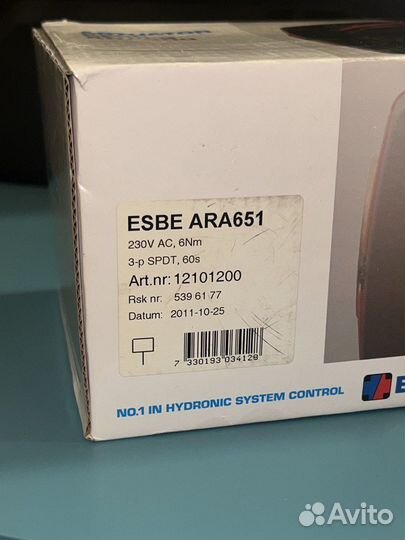 ESBE ARA651
230V AC, 6Nm
3-p SPDT, 60s
Art.nr: 12101200
Rsk nr: 539 61 77
Datum: 2011-10-25
7 330193 034128
NO.1 IN HYDRONIC SYSTEM CONTROL
Avito